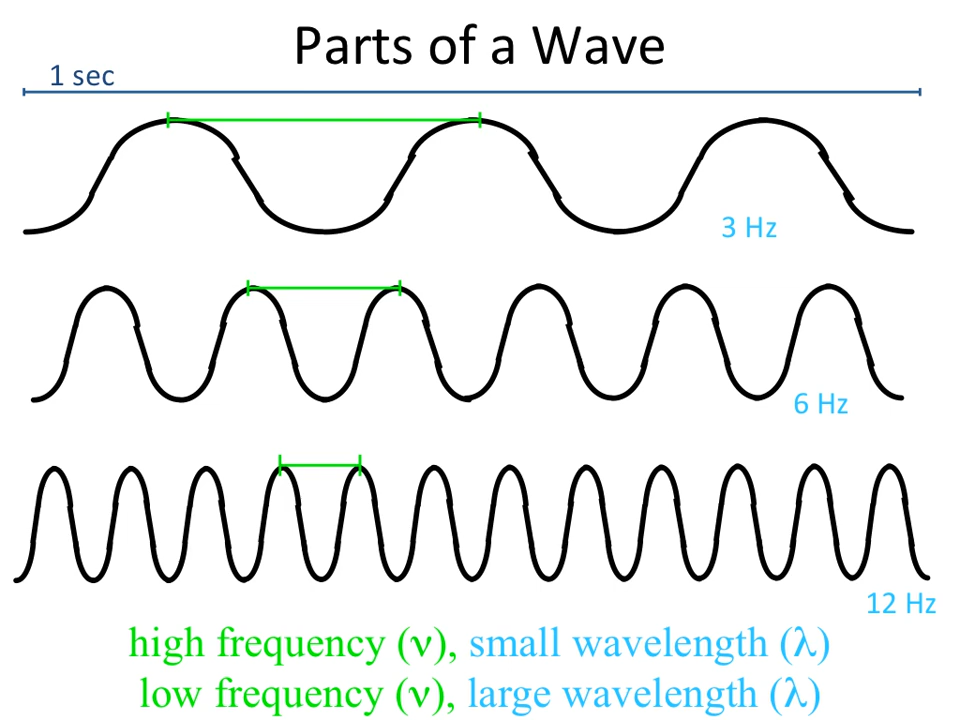 Parts of a Wave
1 sec
3 Hz
6 Hz
12 Hz
high frequency (ν), small wavelength (λ)
low frequency (ν), large wavelength (λ)